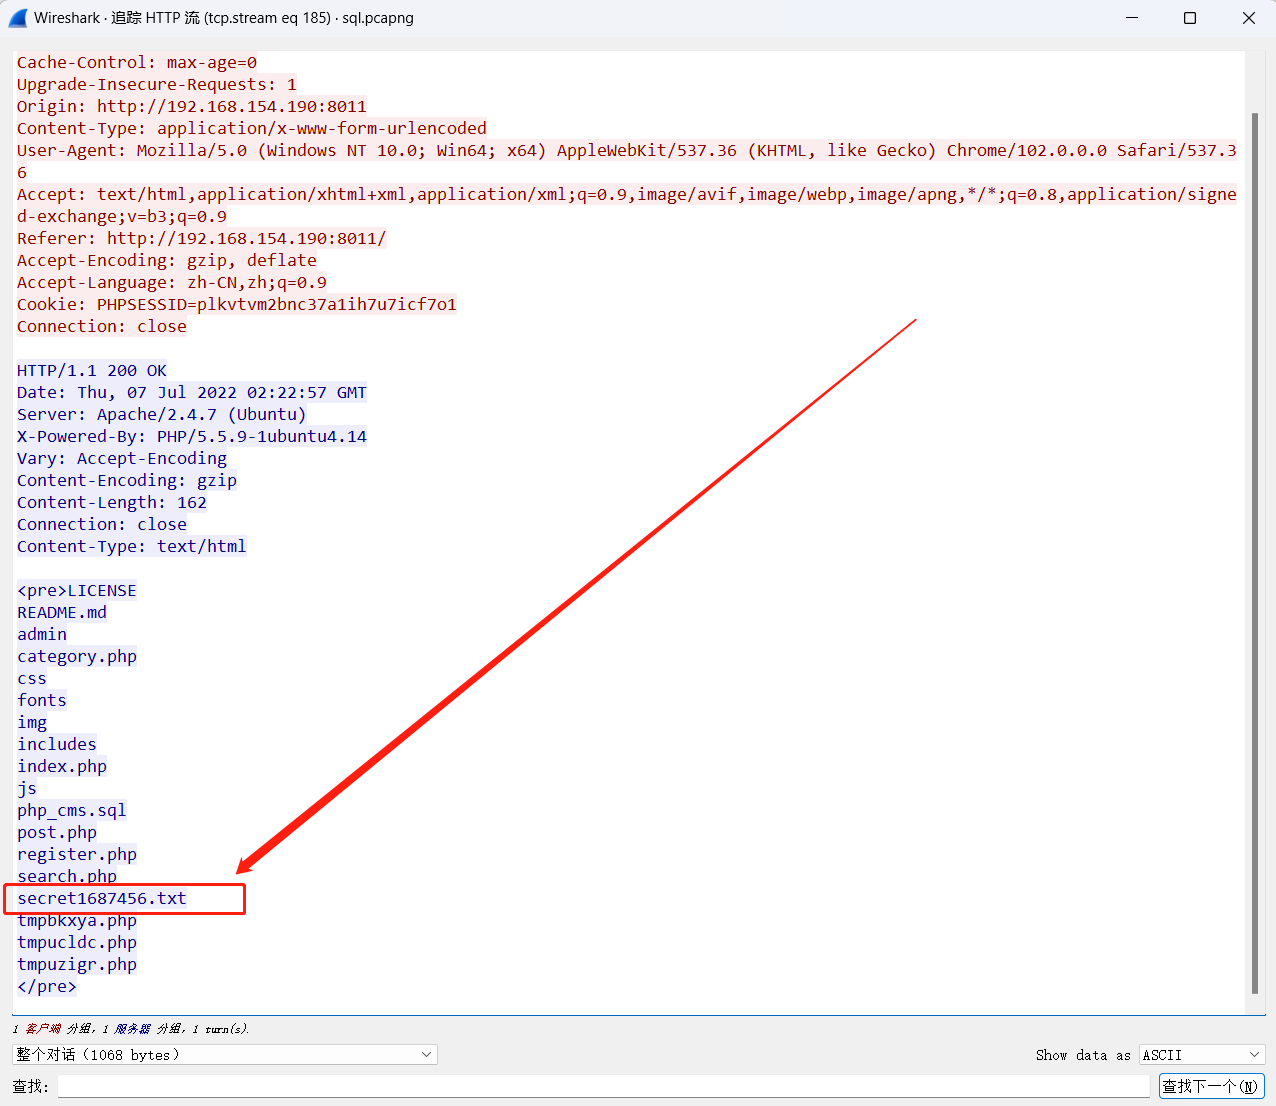 Wireshark · 追踪 HTTP 流 (tcp.stream eq 185) · sql.pcapng
Cache-Control: max-age=0
Upgrade-Insecure-Requests: 1
Origin: http://192.168.154.190:8011
Content-Type: application/x-www-form-urlencoded
User-Agent: Mozilla/5.0 (Windows NT 10.0; Win64; x64) AppleWebKit/537.36 (KHTML, like Gecko) Chrome/102.0.0.0 Safari/537.3
6
Accept: text/html,application/xhtml+xml,application/xml;q=0.9,image/avif,image/webp,image/apng,*/*;q=0.8,application/signe
d-exchange;v=b3;q=0.9
Referer: http://192.168.154.190:8011/
Accept-Encoding: gzip, deflate
Accept-Language: zh-CN,zh;q=0.9
Cookie: PHPSESSID=plkvtvm2bnc37a1ih7u7icf7o1
Connection: close
HTTP/1.1 200 OK
Date: Thu, 07 Jul 2022 02:22:57 GMT
Server: Apache/2.4.7 (Ubuntu)
X-Powered-By: PHP/5.5.9-1ubuntu4.14
Vary: Accept-Encoding
Content-Encoding: gzip
Content-Length: 162
Connection: close
Content-Type: text/html
<pre>LICENSE
README.md
admin
category.php
css
fonts
img
includes
index.php
js
php_cms.sql
post.php
register.php
search.php
secret1687456.txt
tmpbkxya.php
tmpucldc.php
tmpuzigr.php
</pre>
1 客户端 分组, 1 服务器 分组, 1 turn(s).
整个对话 (1068 bytes)
Show data as ASCII
查找:
查找下一个(N)